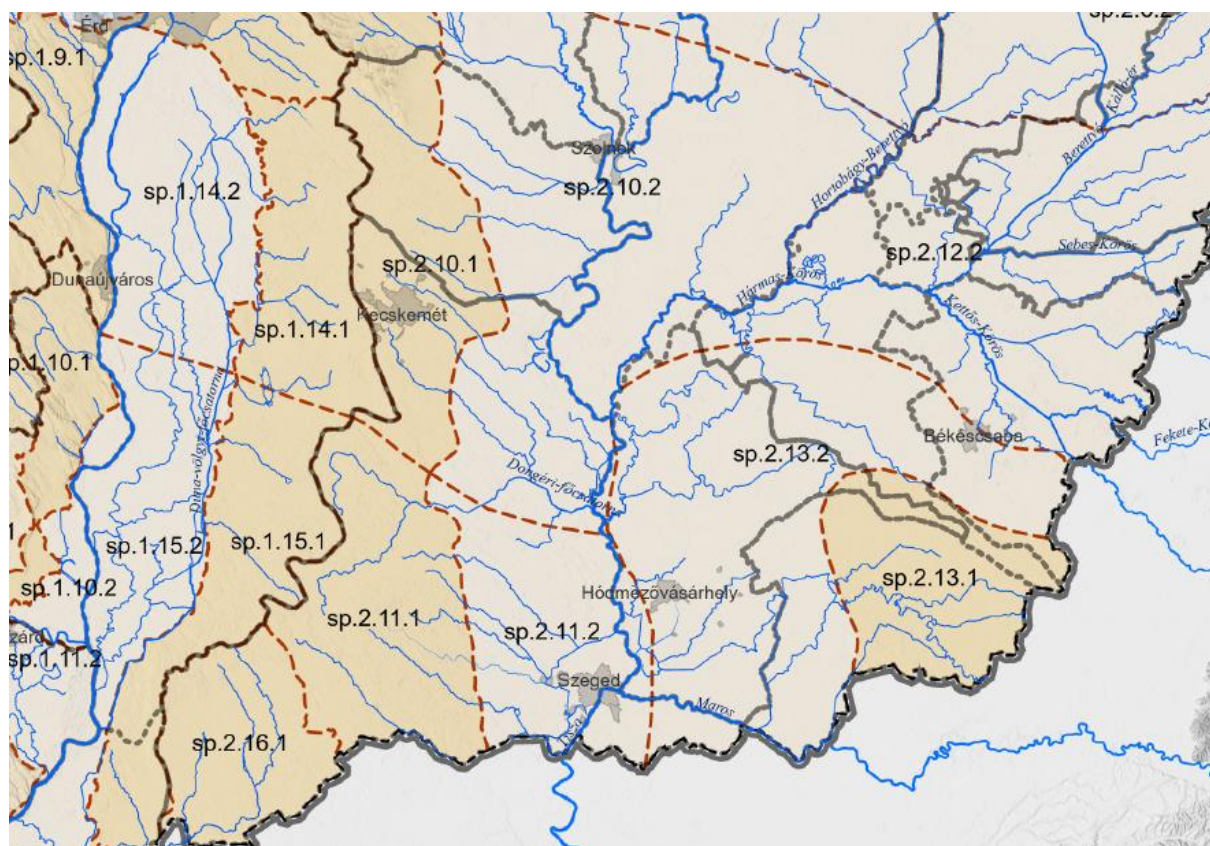 Érd
sp.2.6.2
sp.1.9.1
Kálló-ér
Berettyó
Szolnok
Hortobágy-Berettyó
sp.1.14.2
sp.2.10.2
sp.2.12.2
Sebes-Körös
sp.2.10.1
Dunaújváros
Hármas-Körös
Kecskemét
Kettős-Körös
sp.1.14.1
sp.1.10.1
Duna-völgyi-főcsatorna
Békéscsaba
Fekete-Kö
sp.2.13.2
Dongéri-főcsatorna
sp.1.15.1
sp.1.15.2
sp.2.13.1
sp.1.10.2
Hódmezővásárhely
sp.2.11.1
sp.2.11.2
zárd
sp.1.11.2
Szeged
Maros
Tisza
sp.2.16.1